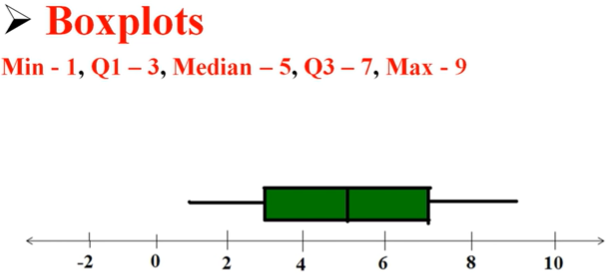 ➢ Boxplots
Min - 1, Q1 – 3, Median – 5, Q3 – 7, Max - 9
-2 0 2 4 6 8 10